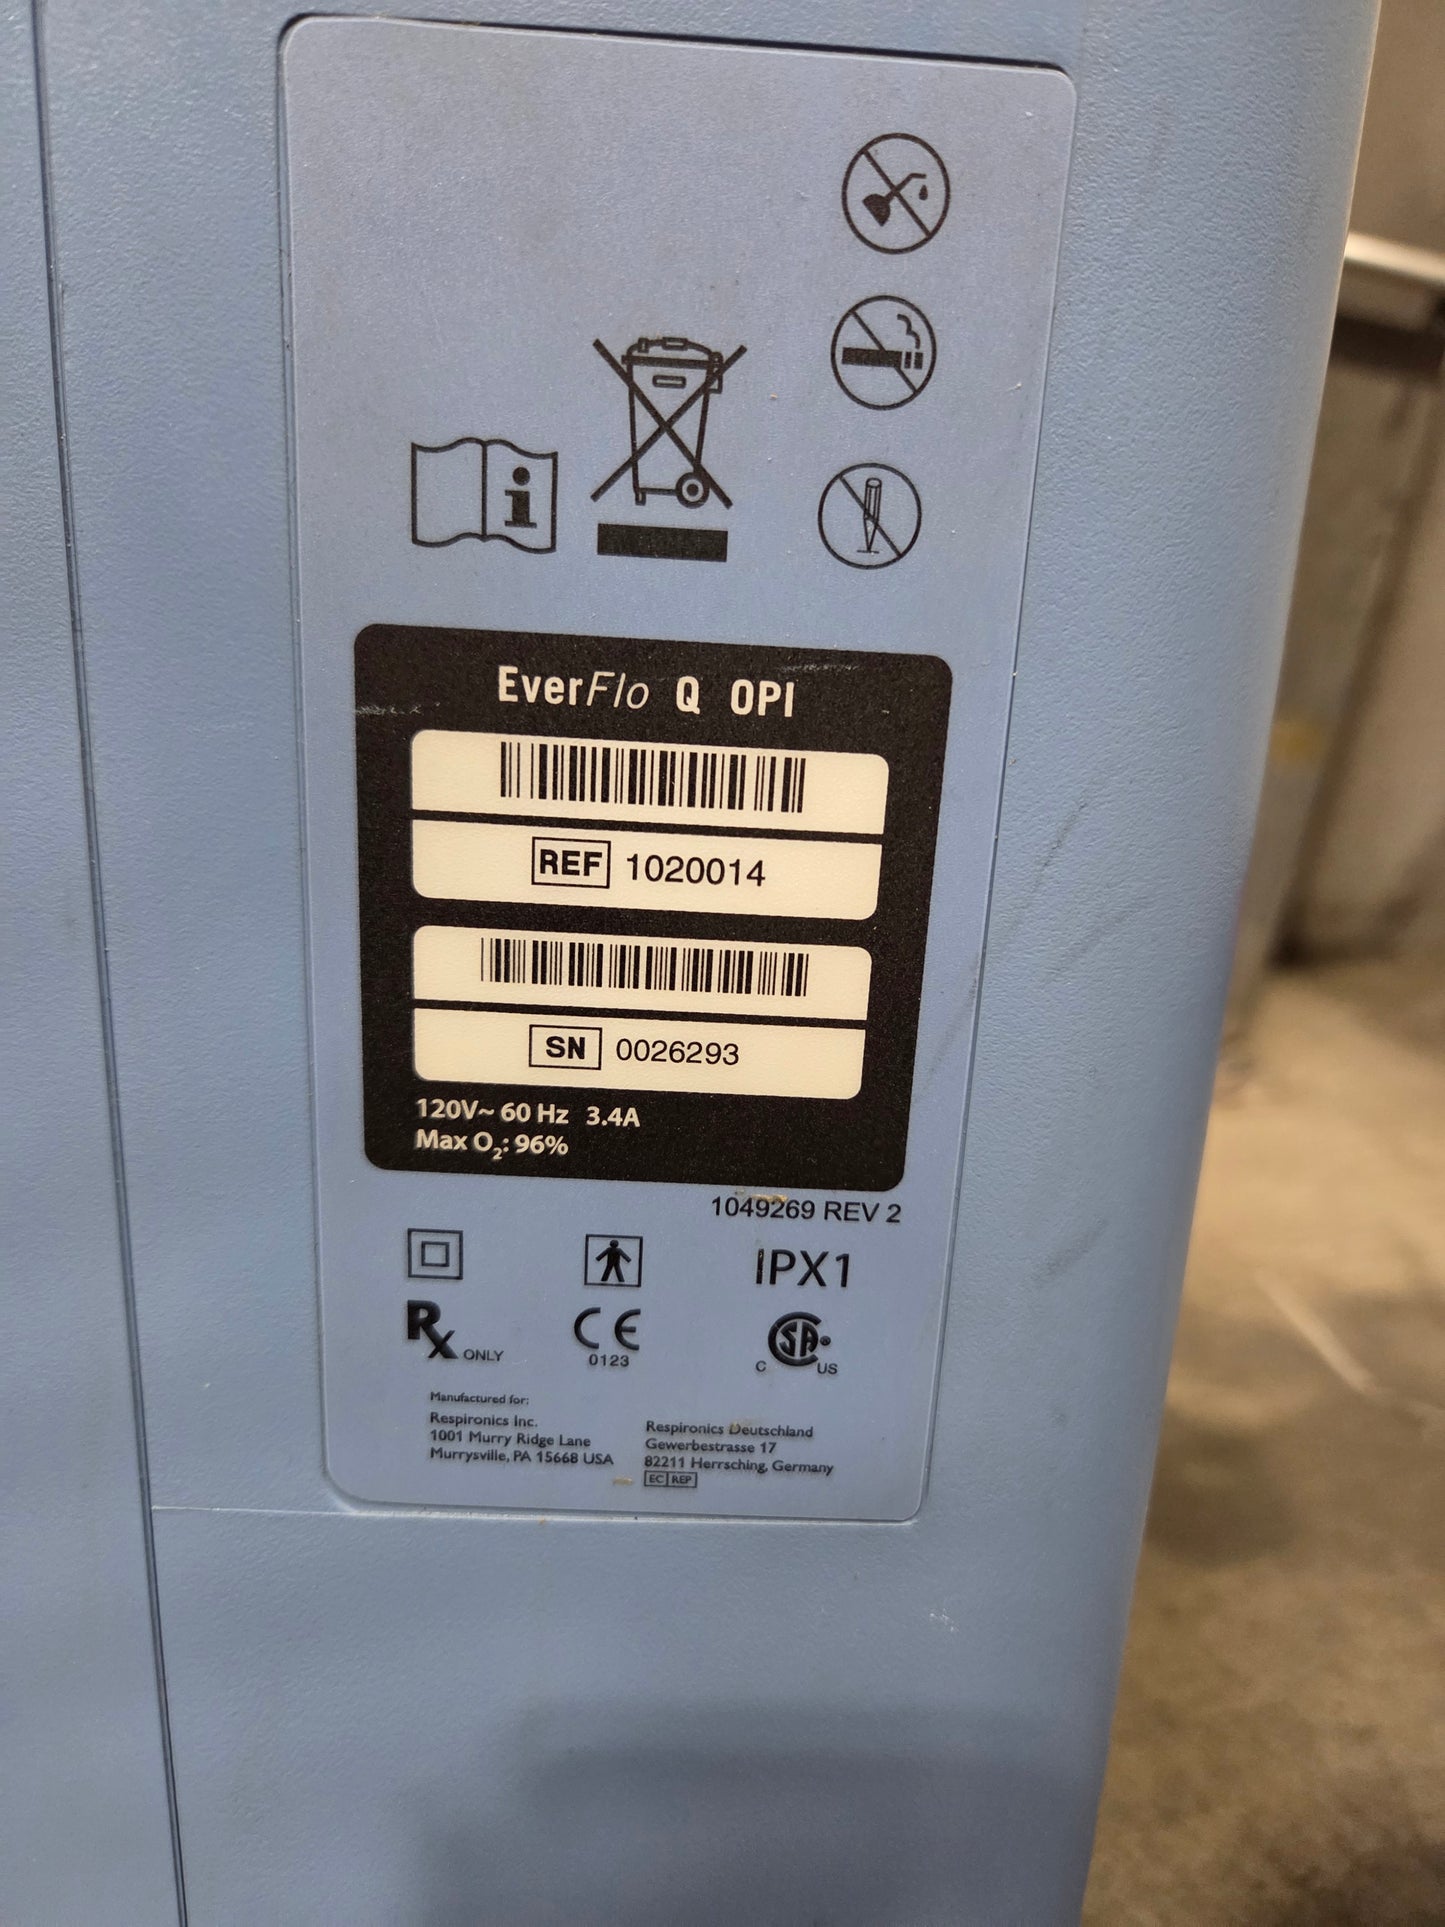 EverFlo Q OPI
REF 1020014
SN 0026293
120V~ 60 Hz 3.4A
Max O₂: 96%
1049269 REV 2
IPX1
Rx ONLY
CE
0123
C CSA US
Manufactured for:
Respironics Inc.
1001 Murry Ridge Lane
Murrysville, PA 15668 USA
Respironics Deutschland
Gewerbestrasse 17
82211 Herrsching, Germany
EC REP